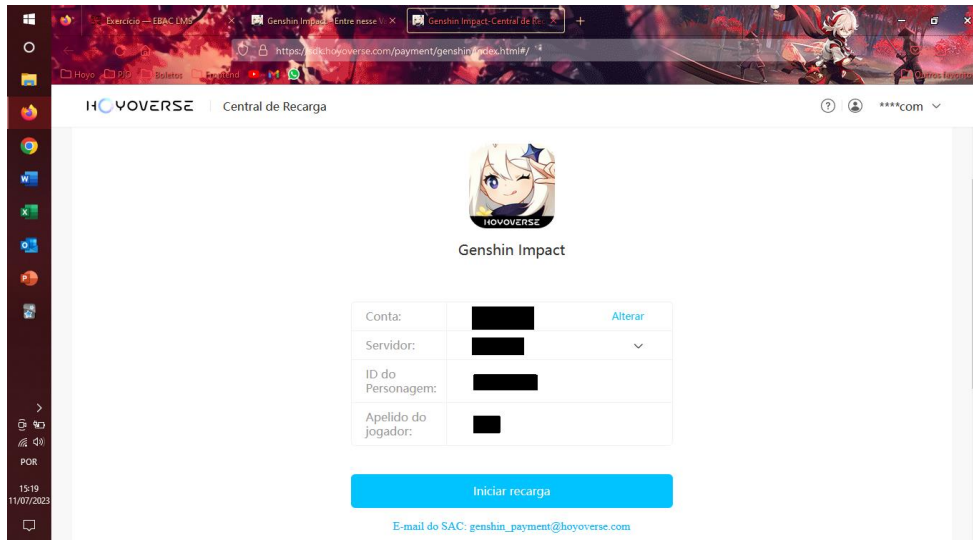 Exercício — EBAC LMS
Genshin Impact-Entre nesse V
Genshin Impact-Central de Rec
https://sdk.hoyoverse.com/payment/genshin/index.html#/
Hoyo
PJO
Boletos
Frontend
Outros favoritos
HOYOVERSE
Central de Recarga
****com
HOYOVERSE
Genshin Impact
Conta:
Alterar
Servidor:
ID do
Personagem:
Apelido do
jogador:
Iniciar recarga
E-mail do SAC: genshin_payment@hoyoverse.com
POR
15:19
11/07/2023